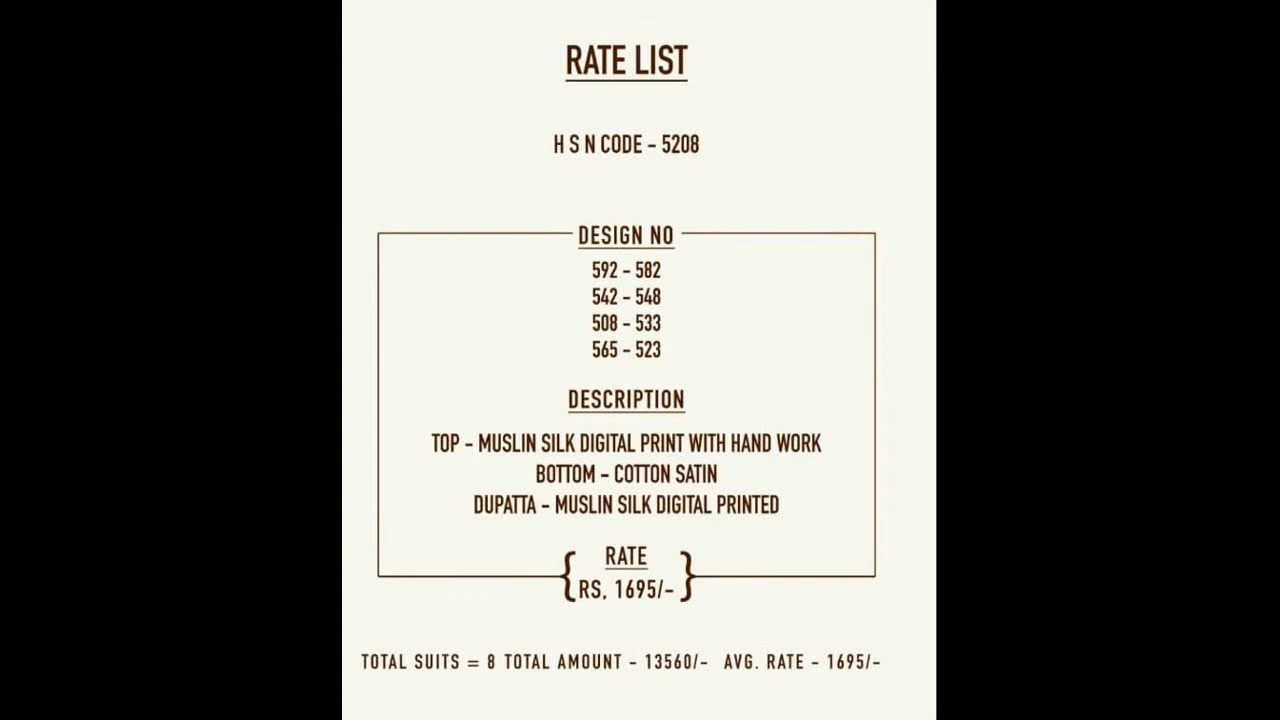 RATE LIST
H S N CODE - 5208
DESIGN NO
592 - 582
542 - 548
508 - 533
565 - 523
DESCRIPTION
TOP - MUSLIN SILK DIGITAL PRINT WITH HAND WORK
BOTTOM - COTTON SATIN
DUPATTA - MUSLIN SILK DIGITAL PRINTED
RATE
RS, 1695/-
TOTAL SUITS = 8 TOTAL AMOUNT - 13560/- AVG. RATE - 1695/-